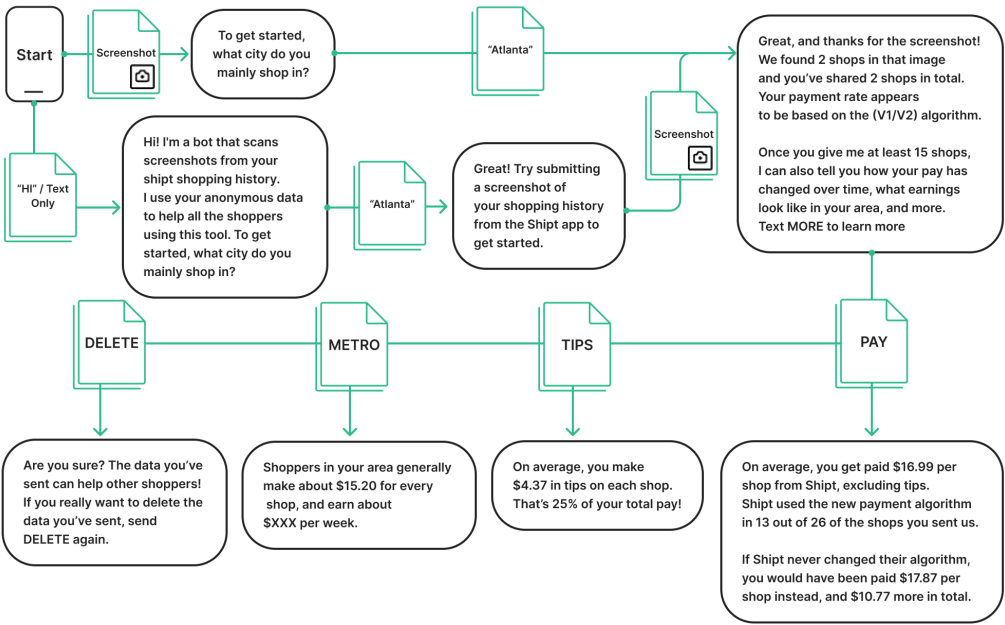 Start
Screenshot
To get started,
what city do you
mainly shop in?
“Atlanta”
Great, and thanks for the screenshot!
We found 2 shops in that image
and you’ve shared 2 shops in total.
Your payment rate appears
to be based on the (V1/V2) algorithm.
Once you give me at least 15 shops,
I can also tell you how your pay has
changed over time, what earnings
look like in your area, and more.
Text MORE to learn more
“HI” / Text
Only
Hi! I'm a bot that scans
screenshots from your
shipt shopping history.
I use your anonymous data
to help all the shoppers
using this tool. To get
started, what city do you
mainly shop in?
“Atlanta”
Great! Try submitting
a screenshot of
your shopping history
from the Shipt app to
get started.
Screenshot
DELETE
METRO
TIPS
PAY
Are you sure? The data you’ve
sent can help other shoppers!
If you really want to delete the
data you’ve sent, send
DELETE again.
Shoppers in your area generally
make about $15.20 for every
shop, and earn about
$XXX per week.
On average, you make
$4.37 in tips on each shop.
That’s 25% of your total pay!
On average, you get paid $16.99 per
shop from Shipt, excluding tips.
Shipt used the new payment algorithm
in 13 out of 26 of the shops you sent us.
If Shipt never changed their algorithm,
you would have been paid $17.87 per
shop instead, and $10.77 more in total.